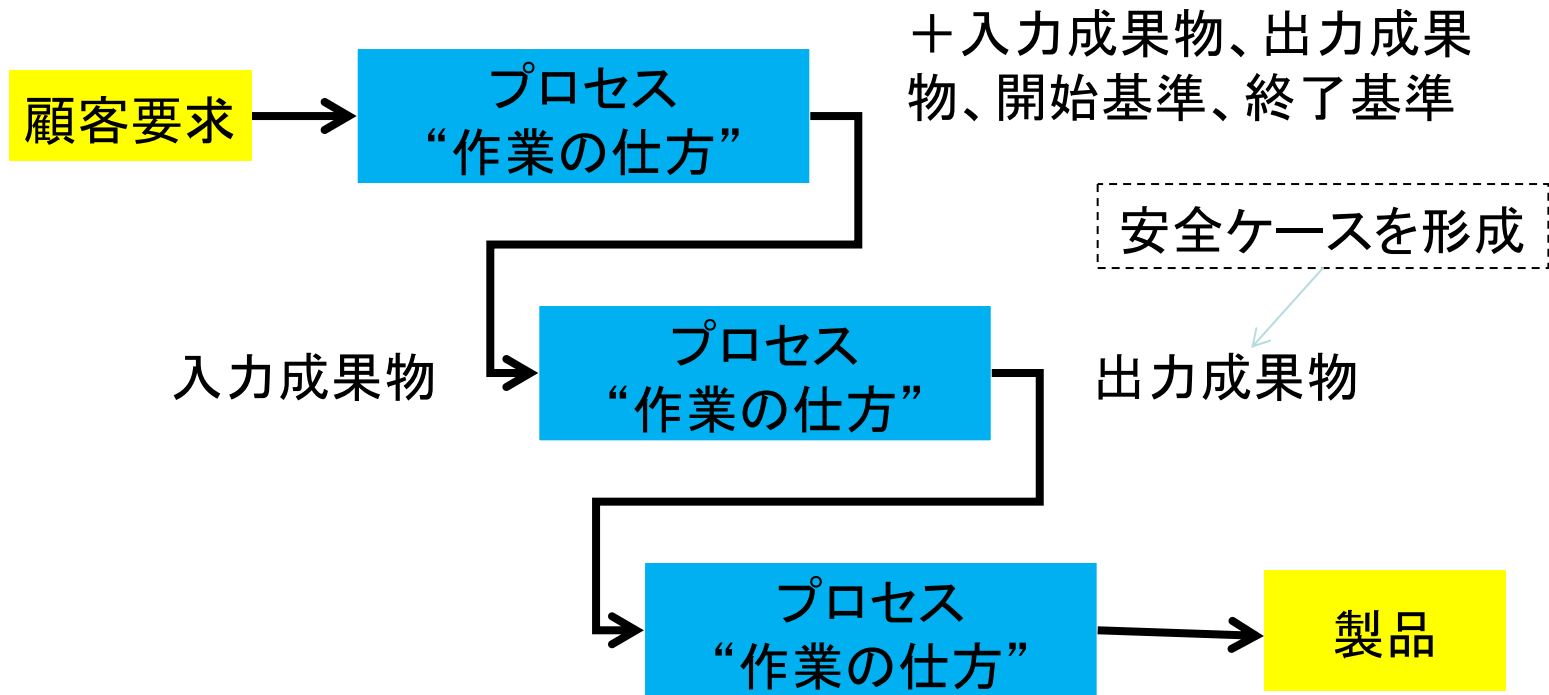 ＋入力成果物、出力成果
物、開始基準、終了基準
顧客要求
プロセス
“作業の仕方”
安全ケースを形成
入力成果物
プロセス
“作業の仕方”
出力成果物
プロセス
“作業の仕方”
製品